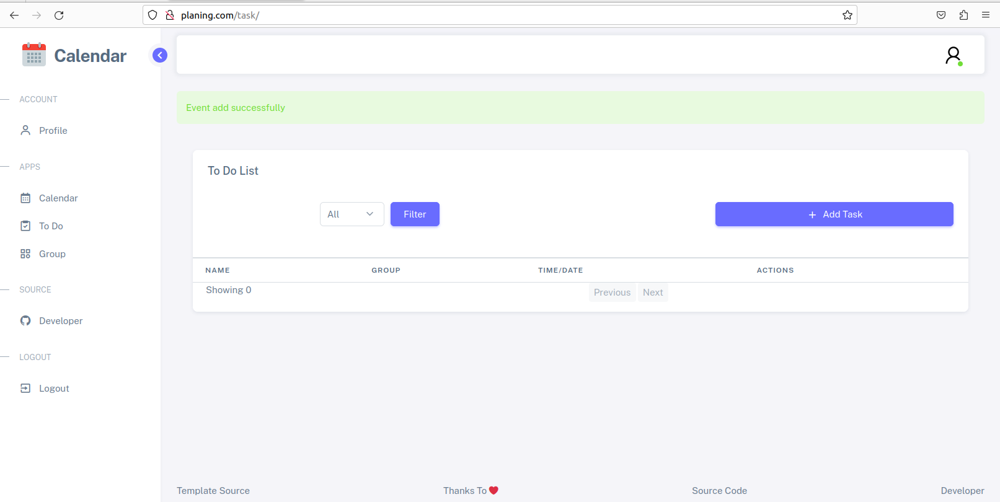 planing.com/task/
Calendar
ACCOUNT
Profile
APPS
Calendar
To Do
Group
SOURCE
Developer
LOGOUT
Logout
Event add successfully
To Do List
All
Filter
+ Add Task
NAME GROUP TIME/DATE ACTIONS
Showing 0 Previous Next
Template Source Thanks To ❤ Source Code Developer